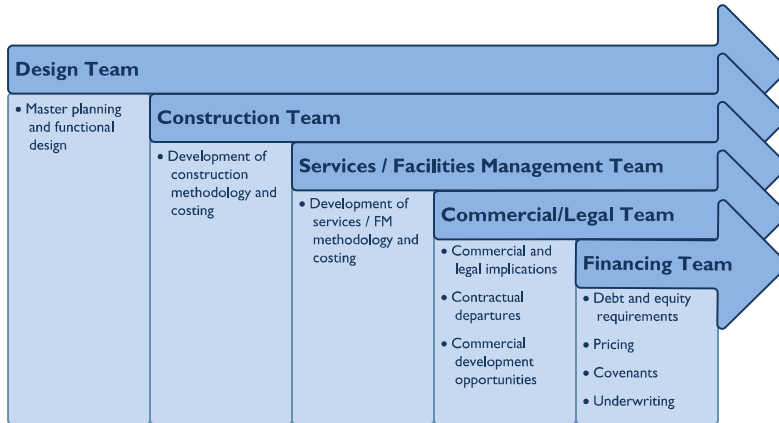 Design Team
• Master planning
and functional
design
Construction Team
• Development of
construction
methodology and
costing
Services / Facilities Management Team
• Development of
services / FM
methodology and
costing
Commercial/Legal Team
• Commercial and
legal implications
• Contractual
departures
• Commercial
development
opportunities
Financing Team
• Debt and equity
requirements
• Pricing
• Covenants
• Underwriting